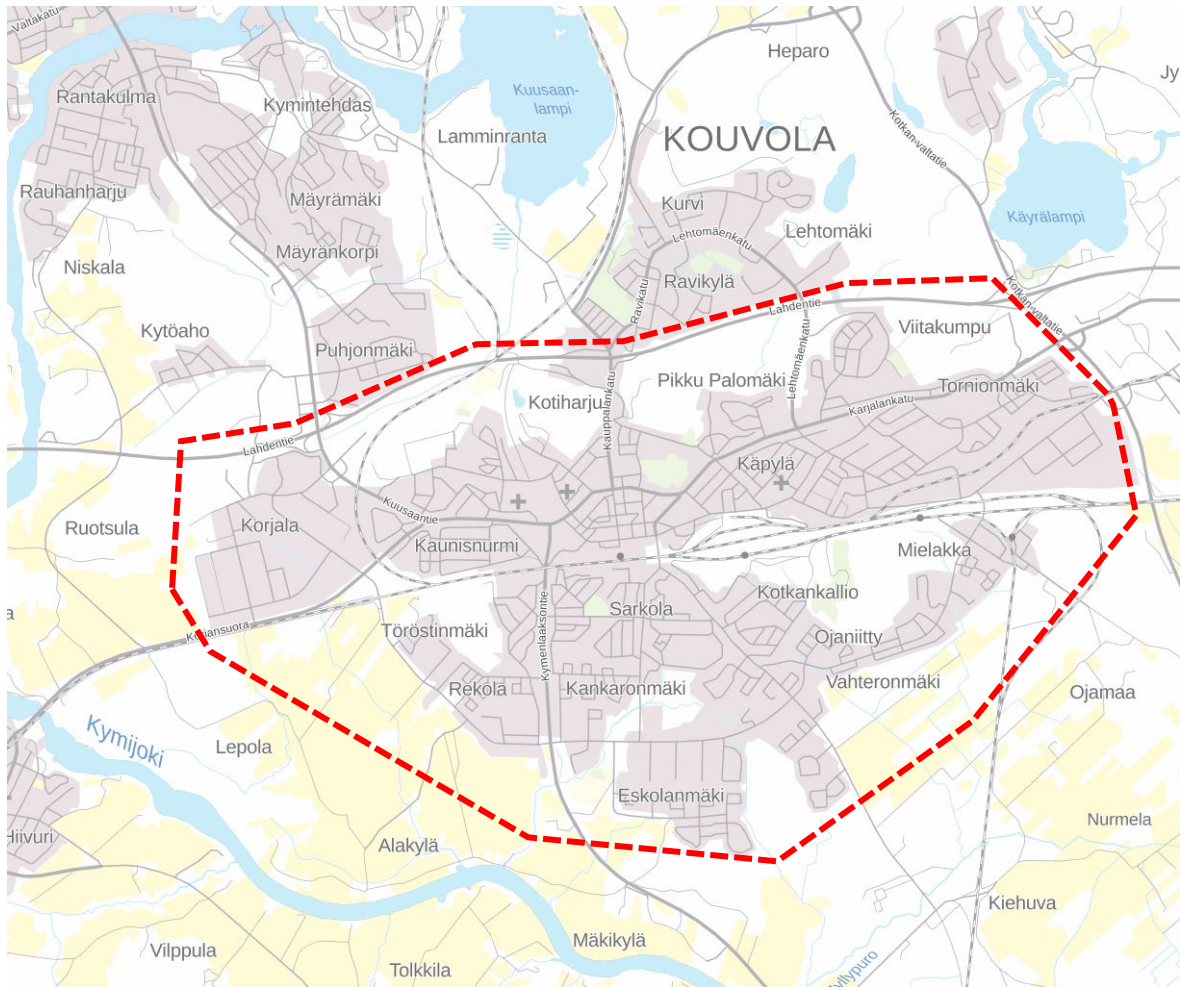 Valtakatu
Heparo
Jy
Rantakulma
Kymintehdas
Kuusaan-
lampi
Lamminranta
KOUVOLA
Kotkan-valtatie
Rauhanharju
Mäyrämäki
Kurvi
Lehtomäki
Käyrälampi
Lehtomäenkatu
Mäyränkorpi
Niskala
Ravikylä
Ravikatu
Lahdentie
Kotkan-valtatie
Kytöaho
Puhjonmäki
Viitakumpu
Lehtomäenkatu
Pikku Palomäki
Tornionmäki
Kotiharju
Kauppalankatu
Karjalankatu
Lahdentie
Käpylä
Kuusaantie
Ruotsula
Korjala
Kaunisnurmi
Mielakka
Kotkankallio
Sarkola
Töröstinmäki
Ojaniitty
Kymenlaaksontie
Rekola
Kankaronmäki
Vahteronmäki
Ojamaa
Kymijoki
Lepola
Eskolanmäki
Nurmela
Alakylä
Kiehuva
Vilppula
Mäkikylä
Tolkkila